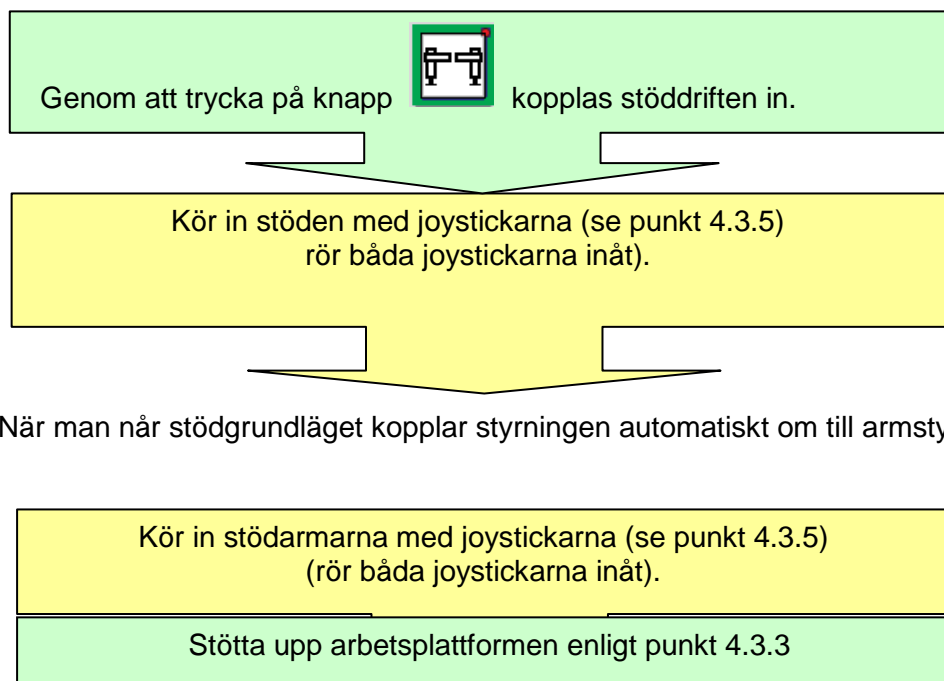 Genom att trycka på knapp kopplas stöddriften in.
Kör in stöden med joystickarna (se punkt 4.3.5)
rör båda joystickarna inåt).
När man når stödgrundläget kopplar styrningen automatiskt om till armsty
Kör in stödarmarna med joystickarna (se punkt 4.3.5)
(rör båda joystickarna inåt).
Stötta upp arbetsplattformen enligt punkt 4.3.3